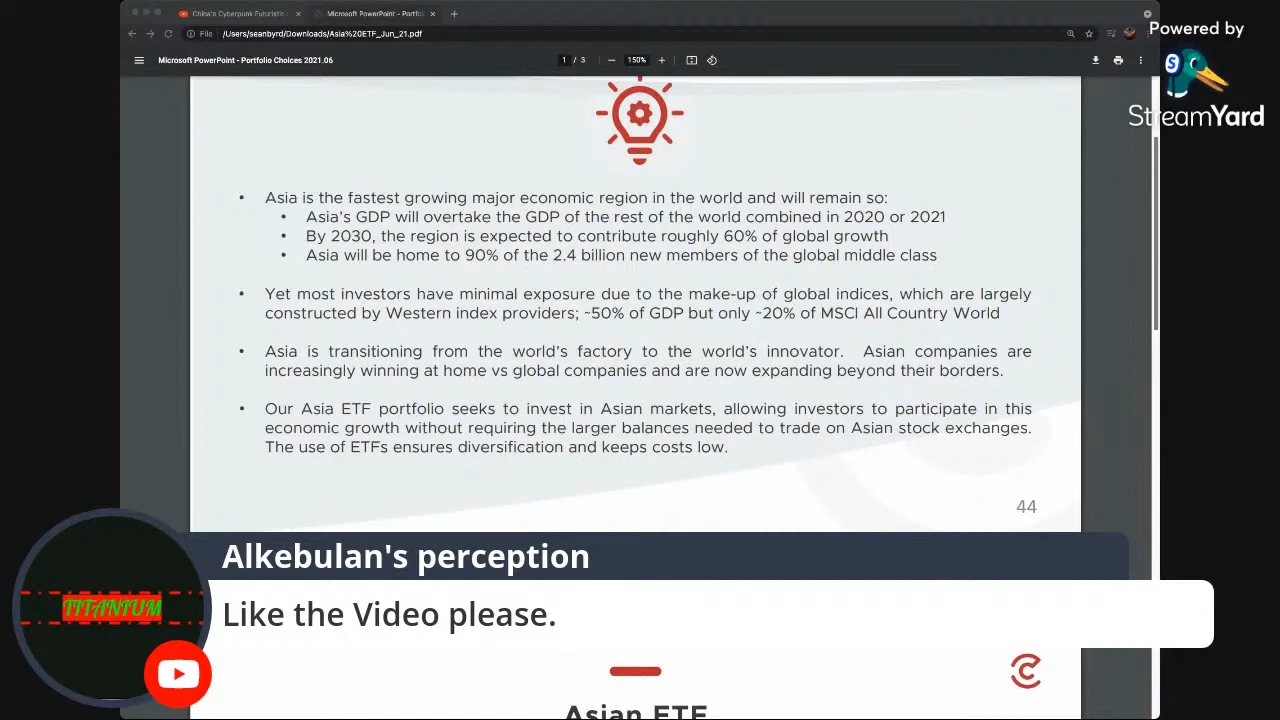 China's Cyberpunk Futuristic
Microsoft PowerPoint - Portfo
File
/Users/seanbyrd/Downloads/Asia%20ETF_Jun_21.pdf
Microsoft PowerPoint - Portfolio Choices 2021.06
1 / 3
150%
Powered by
S
StreamYard
• Asia is the fastest growing major economic region in the world and will remain so:
• Asia's GDP will overtake the GDP of the rest of the world combined in 2020 or 2021
• By 2030, the region is expected to contribute roughly 60% of global growth
• Asia will be home to 90% of the 2.4 billion new members of the global middle class
• Yet most investors have minimal exposure due to the make-up of global indices, which are largely
constructed by Western index providers; ~50% of GDP but only ~20% of MSCI All Country World
• Asia is transitioning from the world's factory to the world's innovator. Asian companies are
increasingly winning at home vs global companies and are now expanding beyond their borders.
• Our Asia ETF portfolio seeks to invest in Asian markets, allowing investors to participate in this
economic growth without requiring the larger balances needed to trade on Asian stock exchanges.
The use of ETFs ensures diversification and keeps costs low.
44
Alkebulan's perception
TITANIUM
Like the Video please.
Asian ETF